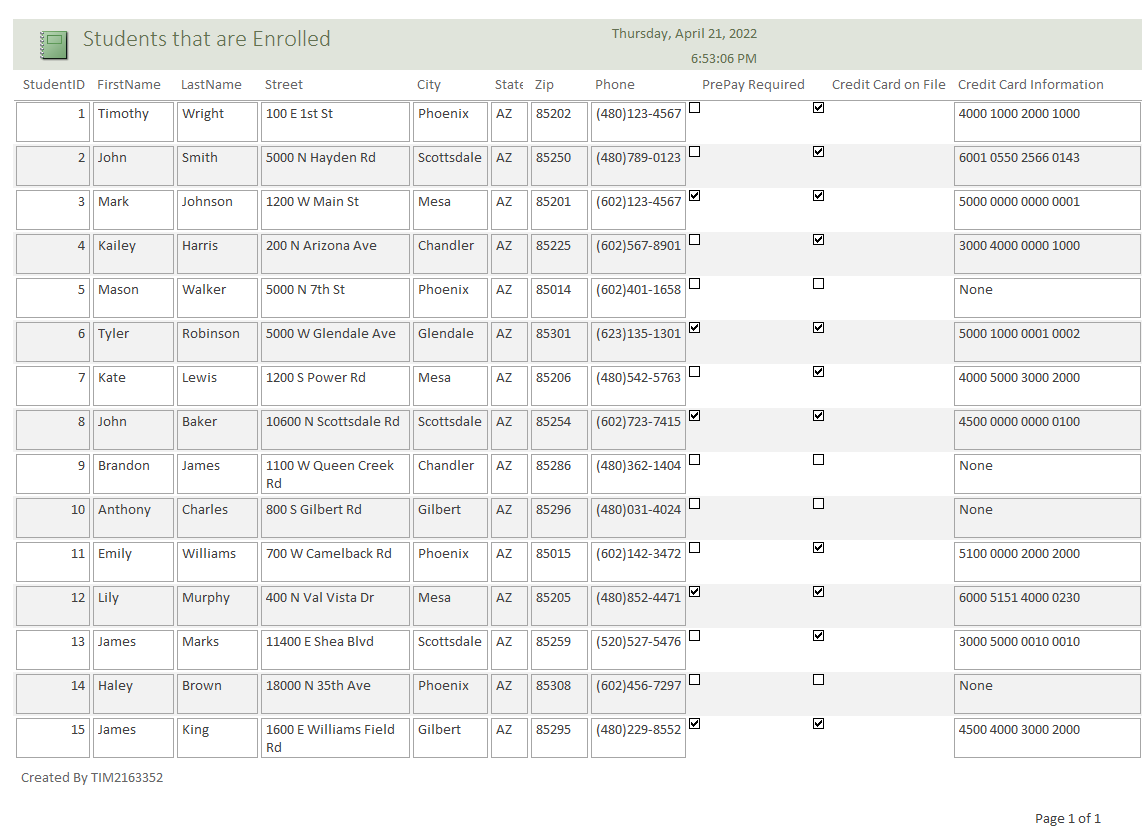 Students that are Enrolled
Thursday, April 21, 2022
6:53:06 PM
StudentID FirstName LastName Street City State Zip Phone PrePay Required Credit Card on File Credit Card Information
1 Timothy Wright 100 E 1st St Phoenix AZ 85202 (480)123-4567 4000 1000 2000 1000
2 John Smith 5000 N Hayden Rd Scottsdale AZ 85250 (480)789-0123 6001 0550 2566 0143
3 Mark Johnson 1200 W Main St Mesa AZ 85201 (602)123-4567 5000 0000 0000 0001
4 Kailey Harris 200 N Arizona Ave Chandler AZ 85225 (602)567-8901 3000 4000 0000 1000
5 Mason Walker 5000 N 7th St Phoenix AZ 85014 (602)401-1658 None
6 Tyler Robinson 5000 W Glendale Ave Glendale AZ 85301 (623)135-1301 5000 1000 0001 0002
7 Kate Lewis 1200 S Power Rd Mesa AZ 85206 (480)542-5763 4000 5000 3000 2000
8 John Baker 10600 N Scottsdale Rd Scottsdale AZ 85254 (602)723-7415 4500 0000 0000 0100
9 Brandon James 1100 W Queen Creek Chandler AZ 85286 (480)362-1404 None
Rd
10 Anthony Charles 800 S Gilbert Rd Gilbert AZ 85296 (480)031-4024 None
11 Emily Williams 700 W Camelback Rd Phoenix AZ 85015 (602)142-3472 5100 0000 2000 2000
12 Lily Murphy 400 N Val Vista Dr Mesa AZ 85205 (480)852-4471 6000 5151 4000 0230
13 James Marks 11400 E Shea Blvd Scottsdale AZ 85259 (520)527-5476 3000 5000 0010 0010
14 Haley Brown 18000 N 35th Ave Phoenix AZ 85308 (602)456-7297 None
15 James King 1600 E Williams Field Gilbert AZ 85295 (480)229-8552 4500 4000 3000 2000
Rd
Created By TIM2163352
Page 1 of 1